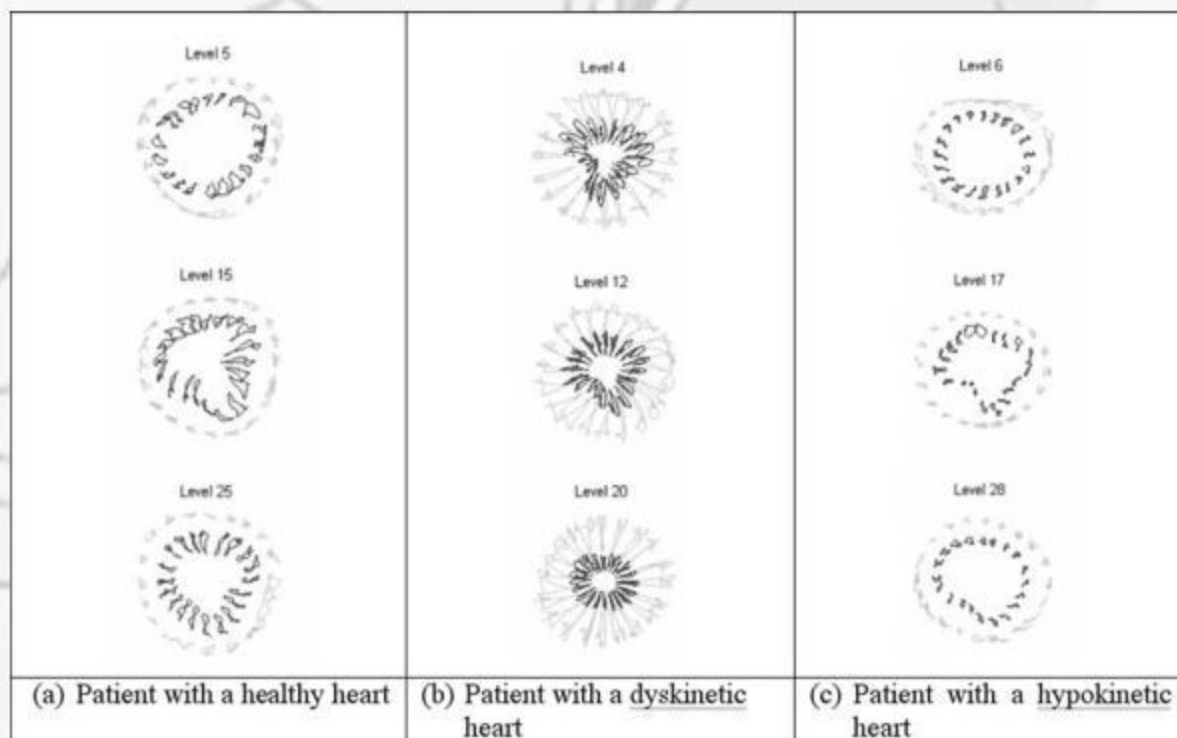 Level 5
Level 15
Level 25
Level 4
Level 12
Level 20
Level 6
Level 17
Level 28
(a) Patient with a healthy heart
(b) Patient with a dyskinetic
heart
(c) Patient with a hypokinetic
heart